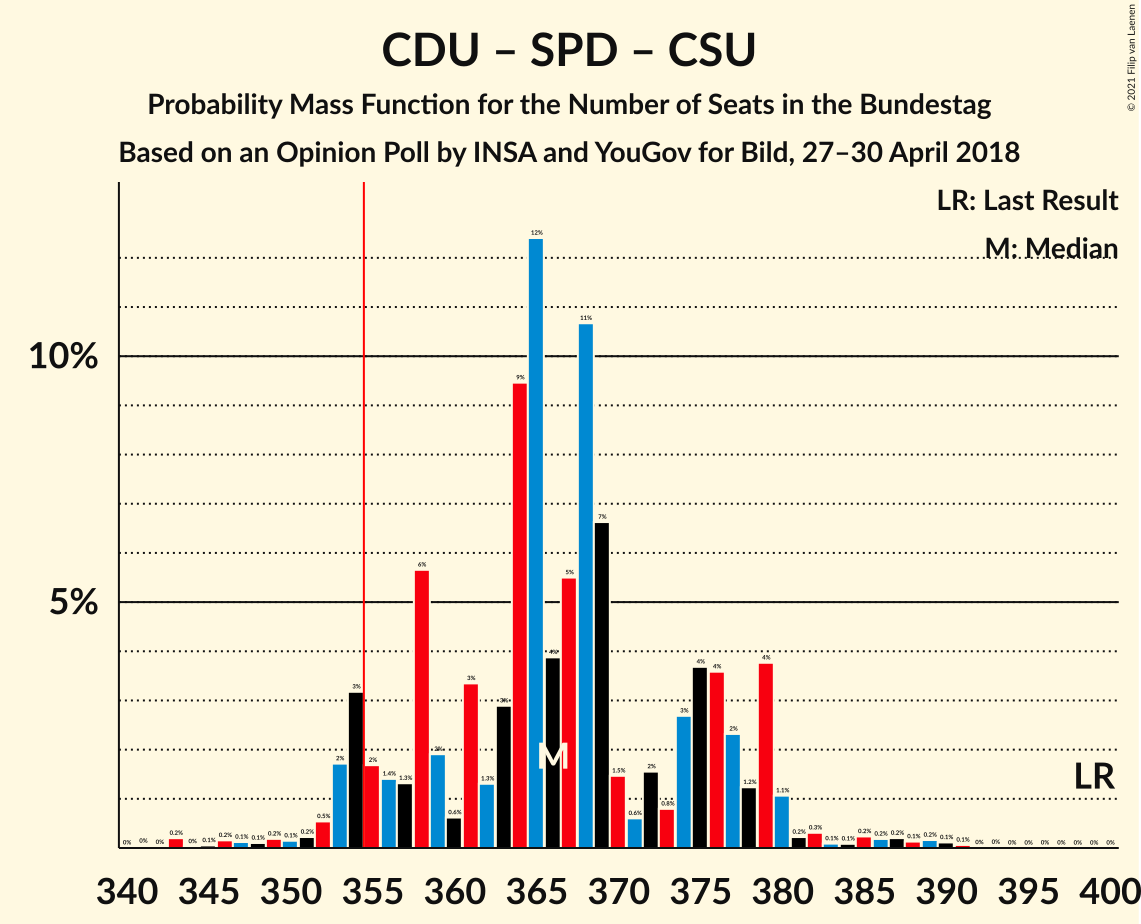 CDU – SPD – CSU
Probability Mass Function for the Number of Seats in the Bundestag
Based on an Opinion Poll by INSA and YouGov for Bild, 27–30 April 2018
© 2021 Filip van Laenen
LR: Last Result
M: Median
10%
5%
0% 0% 0% 0.2% 0% 0.1% 0.2% 0.1% 0.1% 0.2% 0.1% 0.2% 0.5% 2% 3% 2% 1.4% 1.3% 6% 2% 0.6% 3% 1.3% 3% 9% 12% 4% 5% 11% 7% 1.5% 0.6% 2% 0.8% 3% 4% 4% 2% 1.2% 4% 1.1% 0.2% 0.3% 0.1% 0.1% 0.2% 0.2% 0.2% 0.1% 0.2% 0.1% 0.1% 0% 0% 0% 0% 0% 0% 0% 0% 0%
M
LR
340 345 350 355 360 365 370 375 380 385 390 395 400